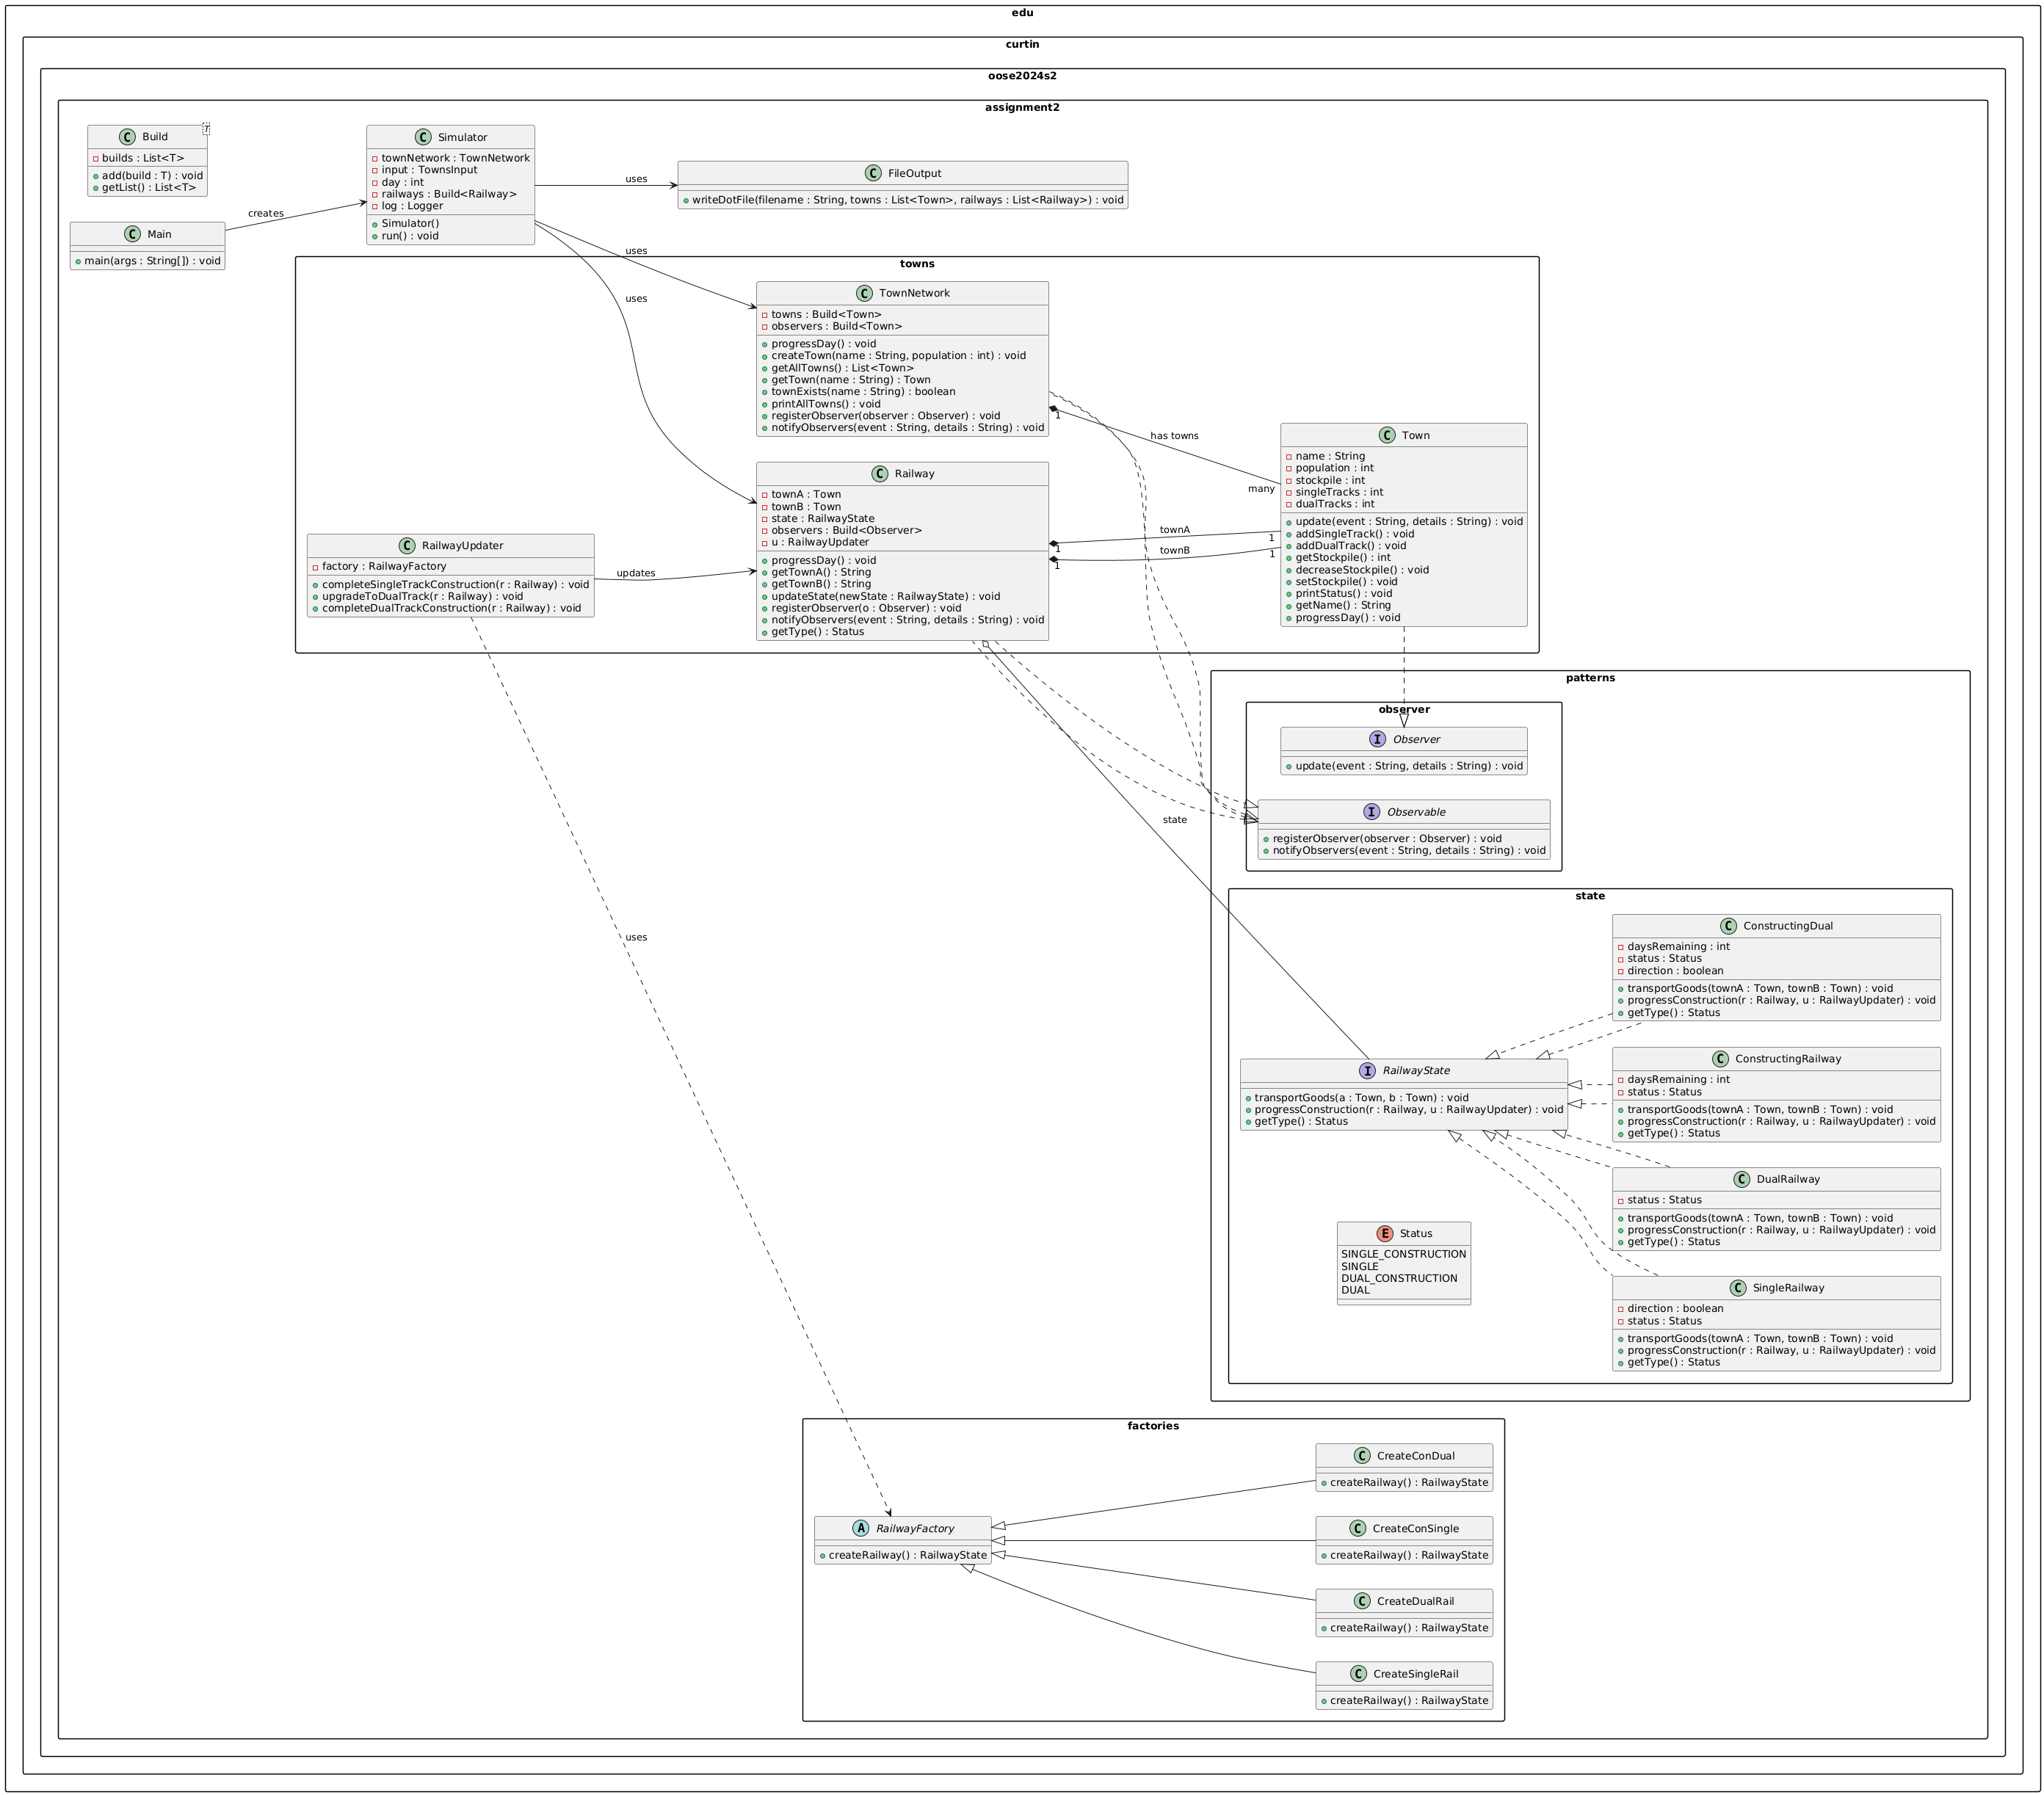 edu
curtin
oose2024s2
assignment2
C Build
T
builds : List<T>
add(build : T) : void
getList() : List<T>
C Main
main(args : String[]) : void
creates
C Simulator
townNetwork : TownNetwork
input : TownsInput
day : int
railways : Build<Railway>
log : Logger
Simulator()
run() : void
uses
uses
uses
C FileOutput
writeDotFile(filename : String, towns : List<Town>, railways : List<Railway>) : void
towns
C TownNetwork
towns : Build<Town>
observers : Build<Town>
progressDay() : void
createTown(name : String, population : int) : void
getAllTowns() : List<Town>
getTown(name : String) : Town
townExists(name : String) : boolean
printAllTowns() : void
registerObserver(observer : Observer) : void
notifyObservers(event : String, details : String) : void
1
has towns
many
C Railway
townA : Town
townB : Town
state : RailwayState
observers : Build<Observer>
u : RailwayUpdater
progressDay() : void
getTownA() : String
getTownB() : String
updateState(newState : RailwayState) : void
registerObserver(o : Observer) : void
notifyObservers(event : String, details : String) : void
getType() : Status
1
townA
1
1
townB
1
C Town
name : String
population : int
stockpile : int
singleTracks : int
dualTracks : int
update(event : String, details : String) : void
addSingleTrack() : void
addDualTrack() : void
getStockpile() : int
decreaseStockpile() : void
setStockpile() : void
printStatus() : void
getName() : String
progressDay() : void
C RailwayUpdater
factory : RailwayFactory
completeSingleTrackConstruction(r : Railway) : void
upgradeToDualTrack(r : Railway) : void
completeDualTrackConstruction(r : Railway) : void
updates
uses
state
patterns
observer
I Observer
update(event : String, details : String) : void
I Observable
registerObserver(observer : Observer) : void
notifyObservers(event : String, details : String) : void
state
C ConstructingDual
daysRemaining : int
status : Status
direction : boolean
transportGoods(townA : Town, townB : Town) : void
progressConstruction(r : Railway, u : RailwayUpdater) : void
getType() : Status
I RailwayState
transportGoods(a : Town, b : Town) : void
progressConstruction(r : Railway, u : RailwayUpdater) : void
getType() : Status
C ConstructingRailway
daysRemaining : int
status : Status
transportGoods(townA : Town, townB : Town) : void
progressConstruction(r : Railway, u : RailwayUpdater) : void
getType() : Status
C DualRailway
status : Status
transportGoods(townA : Town, townB : Town) : void
progressConstruction(r : Railway, u : RailwayUpdater) : void
getType() : Status
E Status
SINGLE_CONSTRUCTION
SINGLE
DUAL_CONSTRUCTION
DUAL
C SingleRailway
direction : boolean
status : Status
transportGoods(townA : Town, townB : Town) : void
progressConstruction(r : Railway, u : RailwayUpdater) : void
getType() : Status
factories
A RailwayFactory
createRailway() : RailwayState
C CreateConDual
createRailway() : RailwayState
C CreateConSingle
createRailway() : RailwayState
C CreateDualRail
createRailway() : RailwayState
C CreateSingleRail
createRailway() : RailwayState